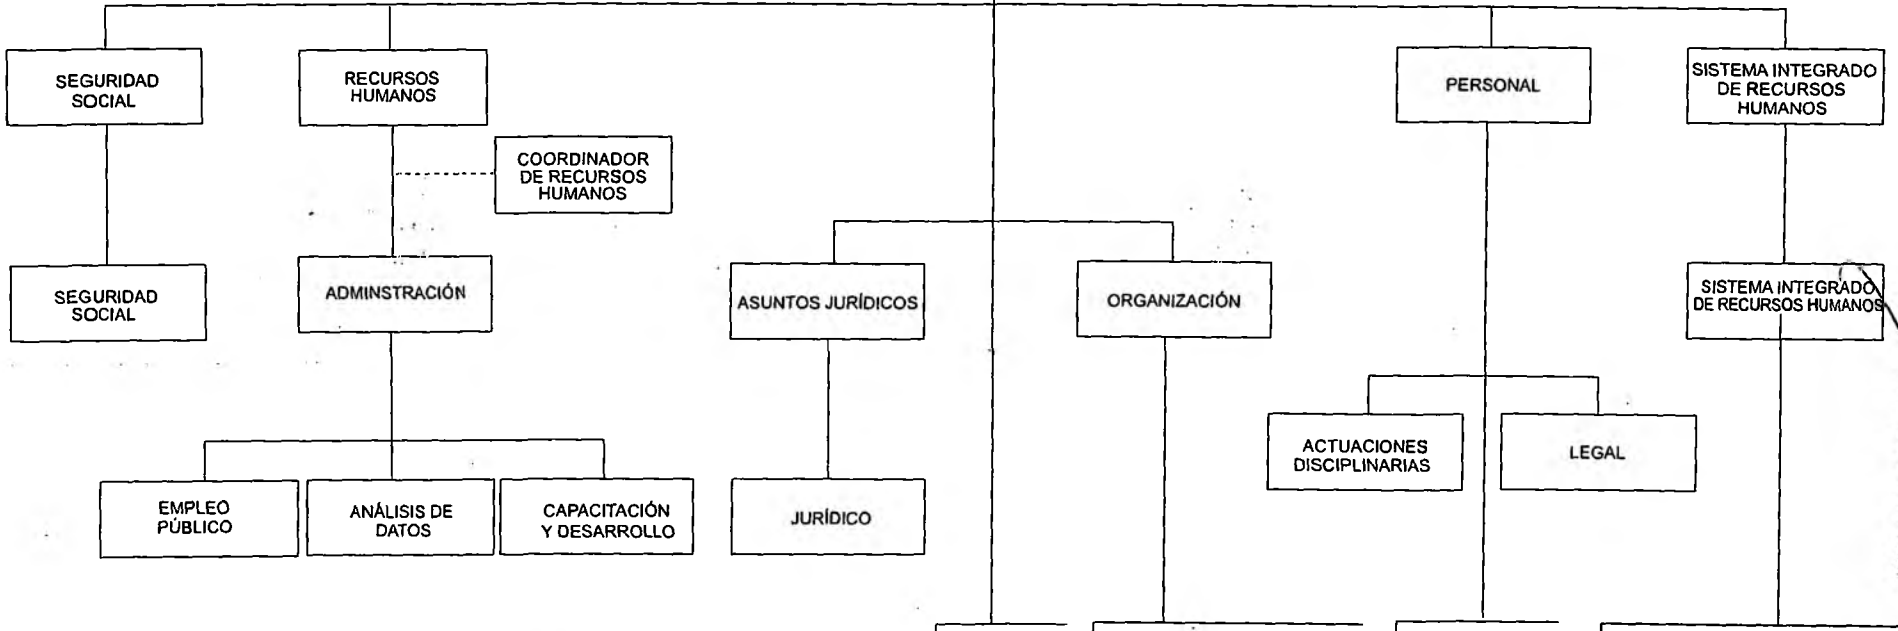 SEGURIDAD
SOCIAL
RECURSOS
HUMANOS
PERSONAL
SISTEMA INTEGRADO
DE RECURSOS
HUMANOS
COORDINADOR
DE RECURSOS
HUMANOS
SEGURIDAD
SOCIAL
ADMINSTRACIÓN
ASUNTOS JURÍDICOS
ORGANIZACIÓN
SISTEMA INTEGRADO
DE RECURSOS HUMANOS
ACTUACIONES
DISCIPLINARIAS
LEGAL
EMPLEO
PÚBLICO
ANÁLISIS DE
DATOS
CAPACITACIÓN
Y DESARROLLO
JURÍDICO